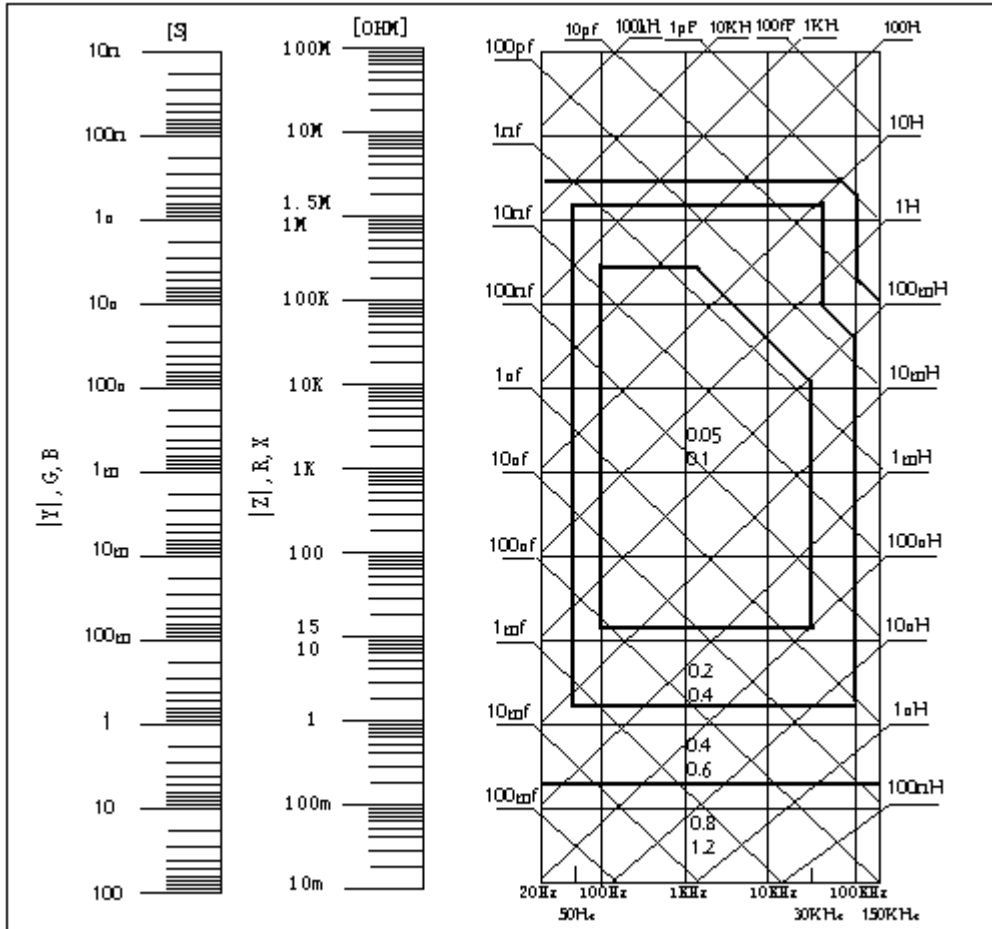 [S]
10n
100n
1u
10u
100u
1m
10m
100m
1
10
100
|Y|, G, B
[OHM]
100M
10M
1.5M
1M
100K
10K
1K
100
15
10
1
100m
10m
|Z|, R, X
10pf
100kH
1pF
10KH
100fF
1KH
100H
100pf
1nf
10nf
100nf
1uf
10uf
100uf
1mf
10mf
100mf
10H
1H
100mH
10mH
1mH
100uH
10uH
1uH
100nH
0.05
0.1
0.2
0.4
0.4
0.6
0.8
1.2
20Hz
100Hz
1KHz
10KHz
100KHz
50Hz
30KHz
150KHz